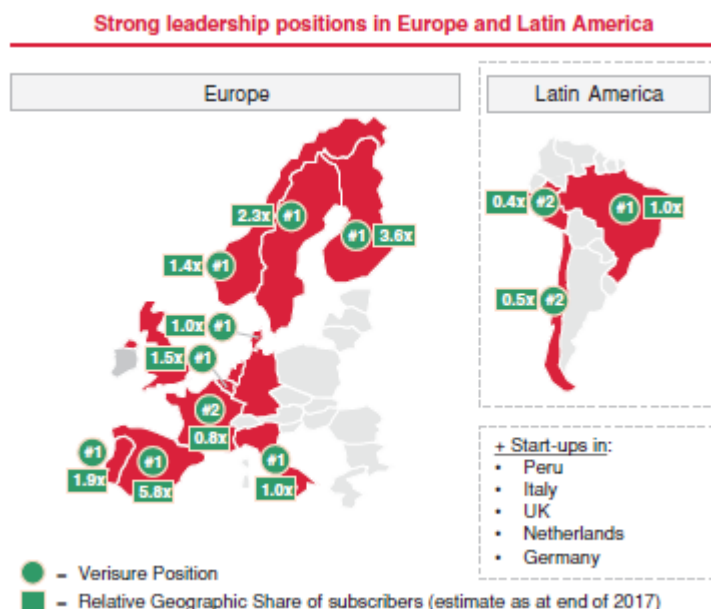 Strong leadership positions in Europe and Latin America
Europe
Latin America
2.3x #1
#1 3.6x
1.4x #1
1.0x #1
1.5x #1
#2
0.8x
#1
1.9x
#1
5.8x
#1
1.0x
0.4x #2
#1 1.0x
0.5x #2
+ Start-ups in:
• Peru
• Italy
• UK
• Netherlands
• Germany
= Verisure Position
= Relative Geographic Share of subscribers (estimate as at end of 2017)